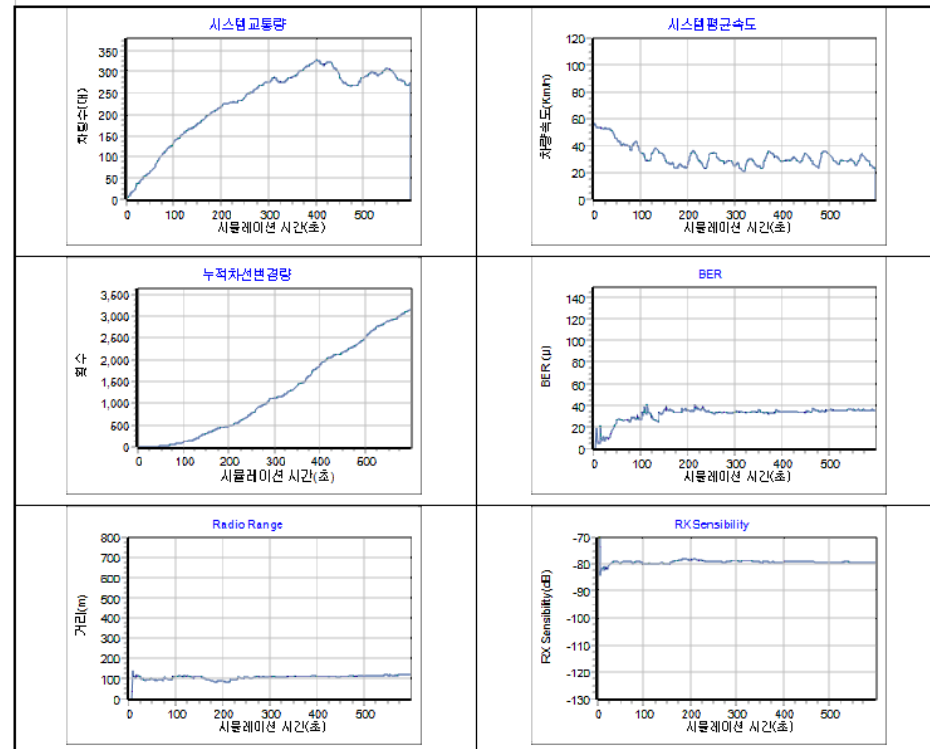 시스템교통량
350
300
250
200
150
100
50
0
차량수(대)
0 100 200 300 400 500
시뮬레이션 시간(초)
시스템평균속도
120
100
80
60
40
20
0
차량속도(Km/h)
0 100 200 300 400 500
시뮬레이션 시간(초)
누적차선변경량
3,500
3,000
2,500
2,000
1,500
1,000
500
0
횟수
0 100 200 300 400 500
시뮬레이션 시간(초)
BER
140
120
100
80
60
40
20
0
BER (μ)
0 100 200 300 400 500
시뮬레이션 시간(초)
Radio Range
800
700
600
500
400
300
200
100
0
거리(m)
0 100 200 300 400 500
시뮬레이션 시간(초)
RX Sensibility
-70
-80
-90
-100
-110
-120
-130
RX Sensibility(dB)
0 100 200 300 400 500
시뮬레이션 시간(초)